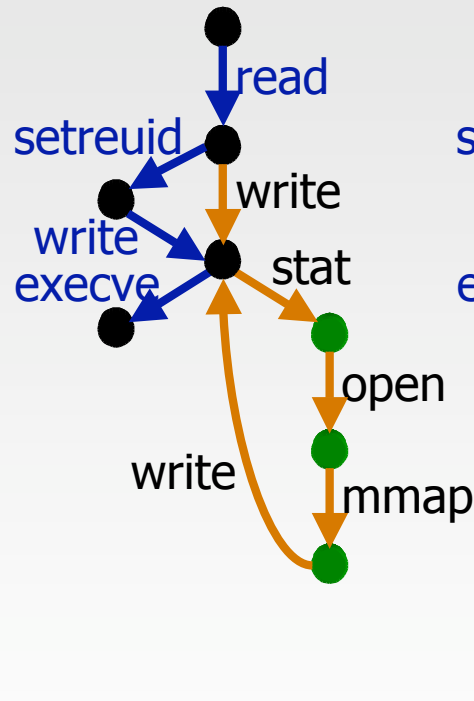 read
setreuid
write
write
stat
execve
open
write
mmap